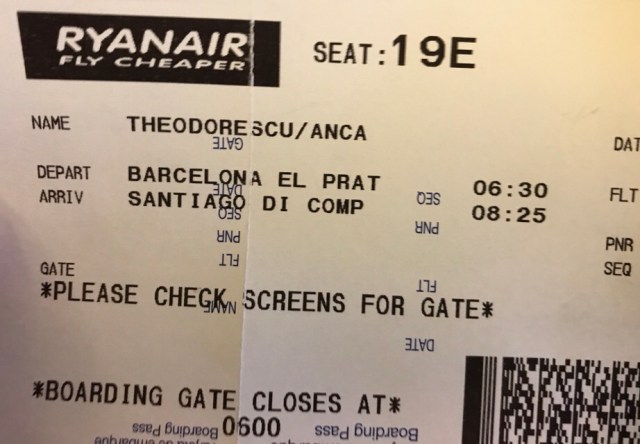 RYANAIR
FLY CHEAPER
SEAT:19E
NAME THEODORESCU/ANCA DAT
GATE
DEPART BARCELONA EL PRAT 06:30 FLT
DATE SEQ
ARRIV SANTIAGO DI COMP 08:25
SEQ
PNR PNR
PNR
FLT
SEQ
GATE
FLT
*PLEASE CHECK SCREENS FOR GATE*
NAME
DATE
*BOARDING GATE CLOSES AT*
0600
Boarding Pass Boarding Pass Boarding Pass